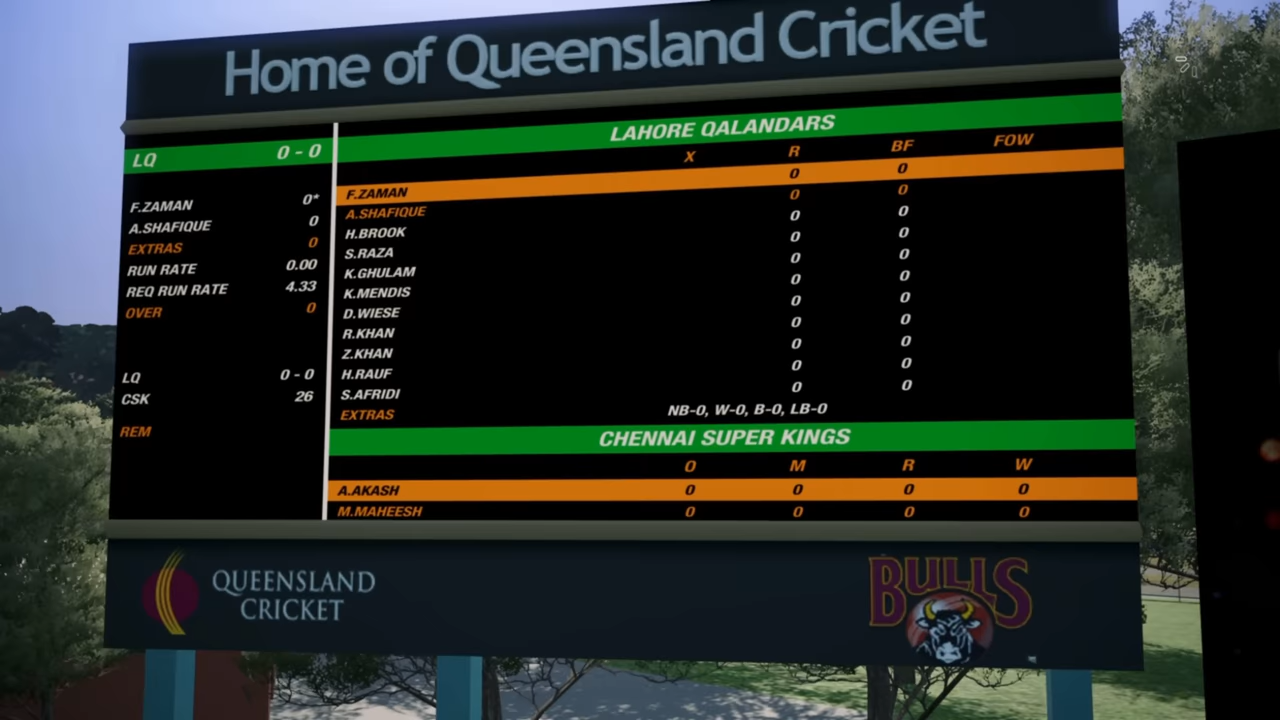 Home of Queensland Cricket
LQ 0 - 0
F.ZAMAN 0*
A.SHAFIQUE 0
EXTRAS 0
RUN RATE 0.00
REQ RUN RATE 4.33
OVER 0
LQ 0 - 0
CSK 26
REM
LAHORE QALANDARS
X R BF FOW
F.ZAMAN 0 0
A.SHAFIQUE 0 0
H.BROOK 0 0
S.RAZA 0 0
K.GHULAM 0 0
K.MENDIS 0 0
D.WIESE 0 0
R.KHAN 0 0
Z.KHAN 0 0
H.RAUF 0 0
S.AFRIDI 0 0
EXTRAS NB-0, W-0, B-0, LB-0
CHENNAI SUPER KINGS
O M R W
A.AKASH 0 0 0 0
M.MAHEESH 0 0 0 0
QUEENSLAND
CRICKET
BULLS